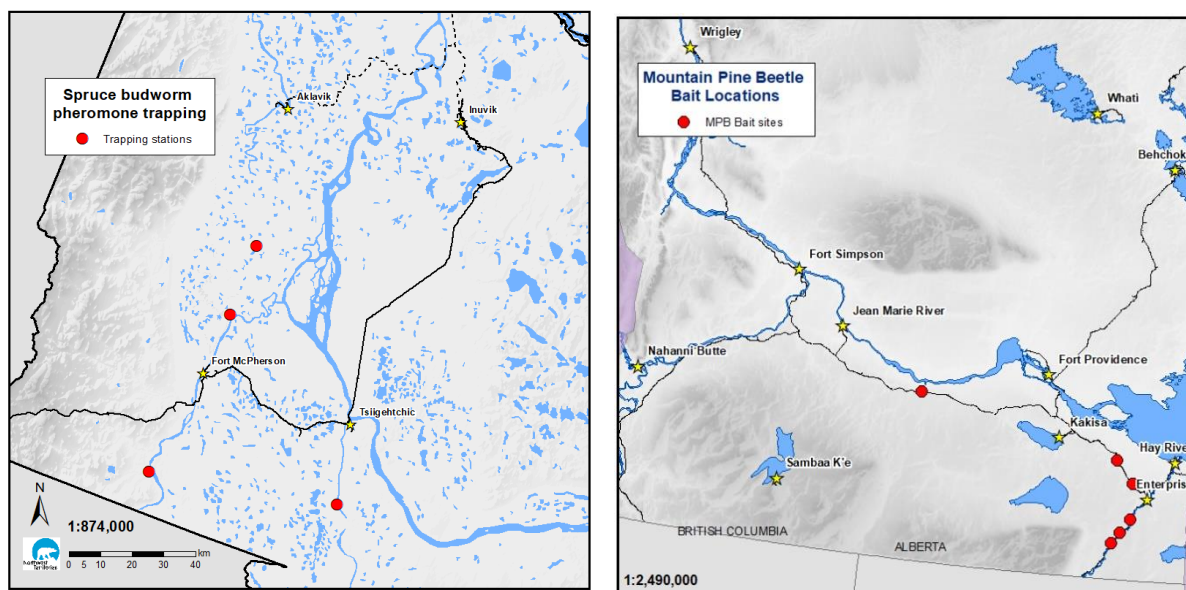 Spruce budworm
pheromone trapping
Trapping stations
Aklavik
Inuvik
Fort McPherson
Tsiigehtchic
N
1:874,000
Northwest
Territories
km
0 5 10 20 30 40
Wrigley
Mountain Pine Beetle
Bait Locations
MPB Bait sites
Whati
Behchok
Fort Simpson
Jean Marie River
Nahanni Butte
Fort Providence
Kakisa
Hay Rive
Sambaa K'e
Enterpris
BRITISH COLUMBIA
ALBERTA
1:2,490,000